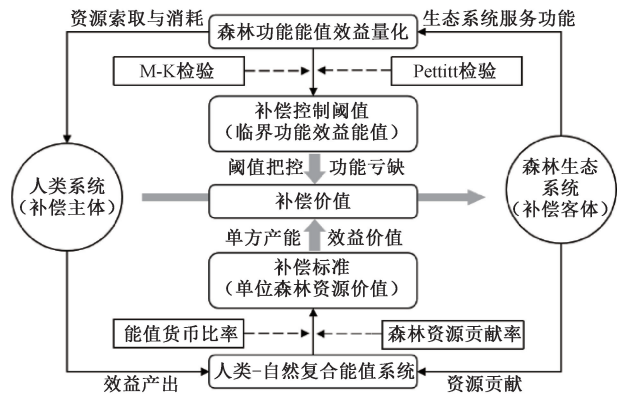 资源索取与消耗
森林功能能值效益量化
生态系统服务功能
M-K检验
Pettitt检验
补偿控制阈值
（临界功能效益能值）
阈值把控
功能亏缺
人类系统
（补偿主体）
补偿价值
森林生态
系统
（补偿客体）
单方产能
效益价值
补偿标准
（单位森林资源价值）
能值货币比率
森林资源贡献率
效益产出
人类-自然复合能值系统
资源贡献